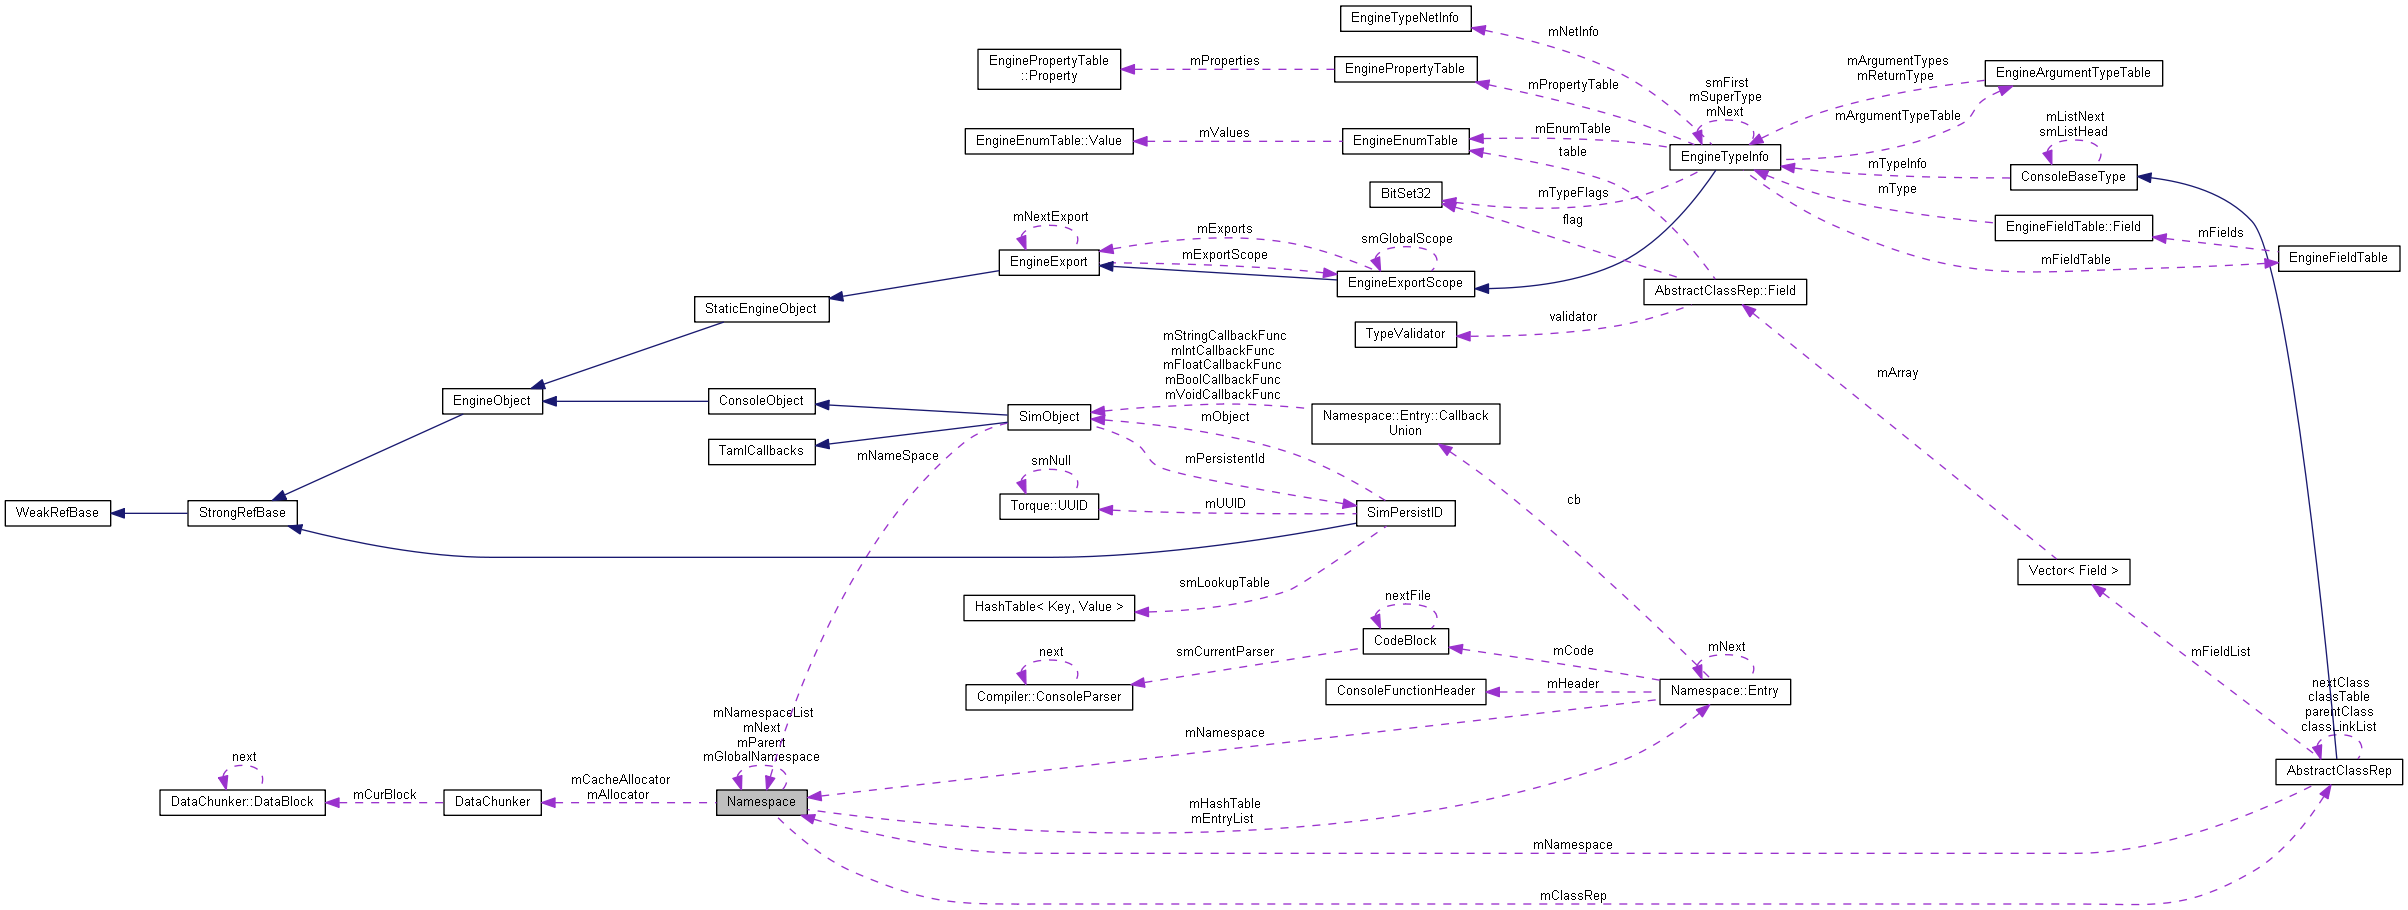 EngineTypeNetInfo
mNetInfo
EnginePropertyTable
::Property
mProperties
EnginePropertyTable
mPropertyTable
smFirst
mSuperType
mNext
mArgumentTypes
mReturnType
EngineArgumentTypeTable
mArgumentTypeTable
EngineEnumTable::Value
mValues
EngineEnumTable
mEnumTable
table
EngineTypeInfo
mListNext
smListHead
mTypeInfo
ConsoleBaseType
mType
BitSet32
mTypeFlags
flag
EngineFieldTable::Field
mFields
EngineFieldTable
mFieldTable
mNextExport
EngineExport
mExports
mExportScope
smGlobalScope
EngineExportScope
AbstractClassRep::Field
StaticEngineObject
validator
TypeValidator
mStringCallbackFunc
mIntCallbackFunc
mFloatCallbackFunc
mBoolCallbackFunc
mVoidCallbackFunc
mArray
EngineObject
ConsoleObject
SimObject
mObject
Namespace::Entry::Callback
Union
TamlCallbacks
mNameSpace
mPersistentId
smNull
Torque::UUID
mUUID
SimPersistID
cb
WeakRefBase
StrongRefBase
Vector< Field >
smLookupTable
HashTable< Key, Value >
nextFile
CodeBlock
smCurrentParser
next
Compiler::ConsoleParser
mCode
mNext
mHeader
ConsoleFunctionHeader
Namespace::Entry
mFieldList
nextClass
classTable
parentClass
classLinkList
mNamespaceList
mNext
mParent
mGlobalNamespace
mNamespace
next
DataChunker::DataBlock
mCurBlock
DataChunker
mCacheAllocator
mAllocator
Namespace
AbstractClassRep
mHashTable
mEntryList
mNamespace
mClassRep